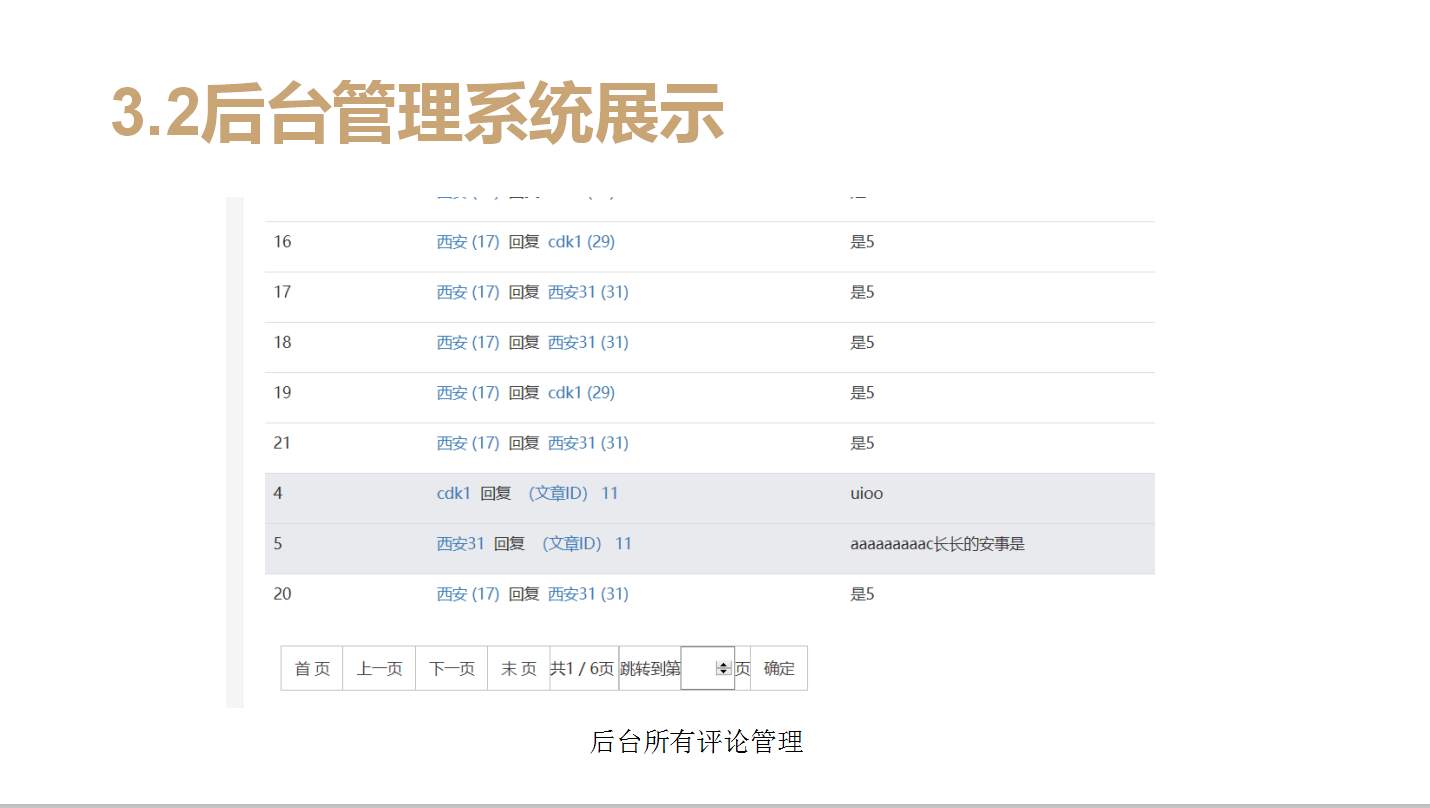 3.2后台管理系统展示
16 西安 (17) 回复 cdk1 (29) 是5
17 西安 (17) 回复 西安31 (31) 是5
18 西安 (17) 回复 西安31 (31) 是5
19 西安 (17) 回复 cdk1 (29) 是5
21 西安 (17) 回复 西安31 (31) 是5
4 cdk1 回复 (文章ID) 11 uioo
5 西安31 回复 (文章ID) 11 aaaaaaaaac长长的安事是
20 西安 (17) 回复 西安31 (31) 是5
首 页 上一页 下一页 末 页 共1 / 6页 跳转到第 页 确定
后台所有评论管理